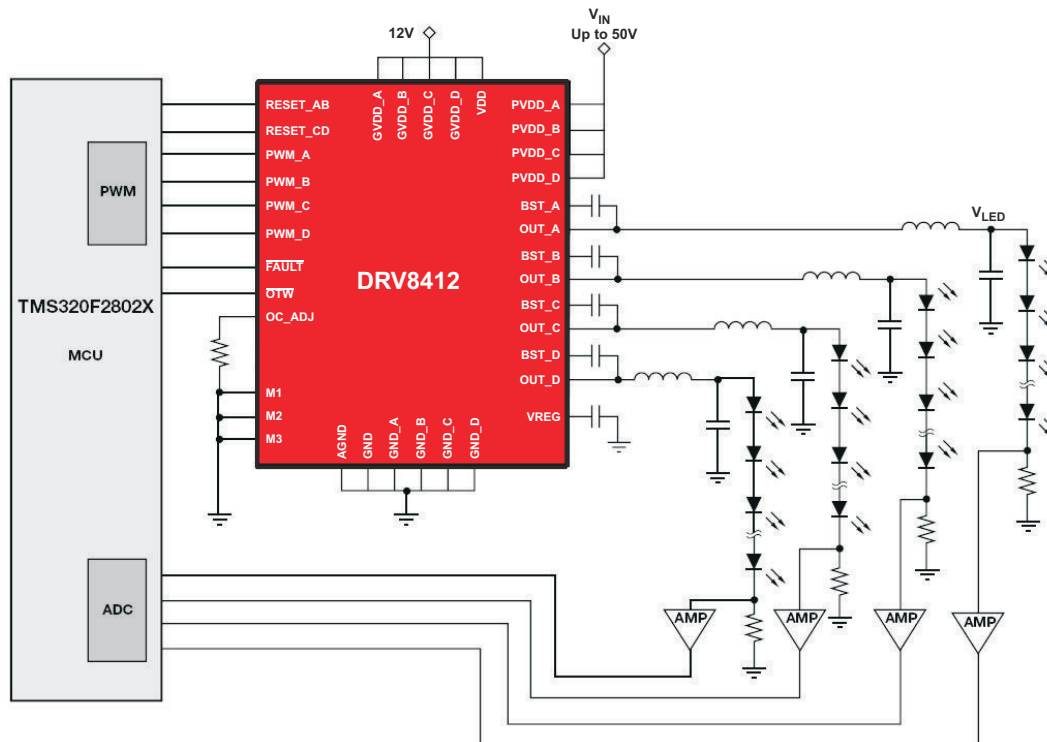 12V
V_IN
Up to 50V
GVDD_A
GVDD_B
GVDD_C
GVDD_D
VDD
RESET_AB
RESET_CD
PWM_A
PWM_B
PWM_C
PWM_D
FAULT
OTW
OC_ADJ
M1
M2
M3
PWM
TMS320F2802X
MCU
ADC
DRV8412
PVDD_A
PVDD_B
PVDD_C
PVDD_D
BST_A
OUT_A
BST_B
OUT_B
BST_C
OUT_C
BST_D
OUT_D
VREG
AGND
GND
GND_A
GND_B
GND_C
GND_D
V_LED
AMP
AMP
AMP
AMP